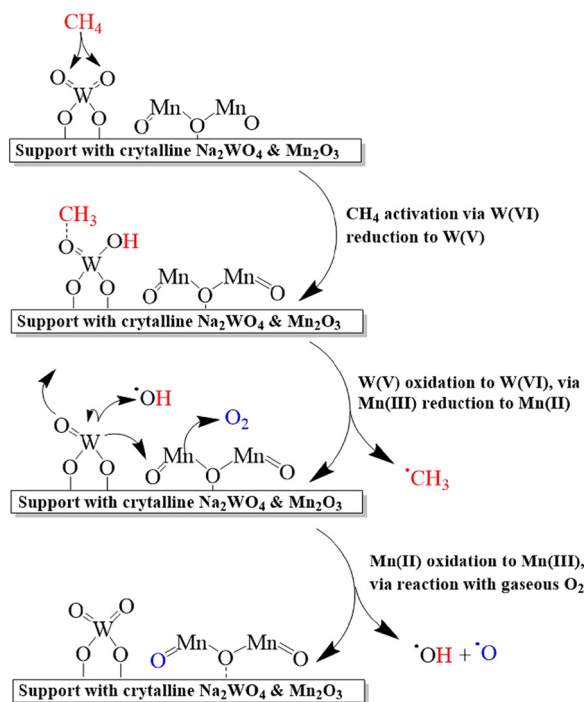 CH₄
O O
W Mn Mn
O O O O O
Support with crytalline Na₂WO₄ & Mn₂O₃
CH₄ activation via W(VI)
reduction to W(V)
CH₃
O OH
W Mn Mn
O O O O O
Support with crytalline Na₂WO₄ & Mn₂O₃
W(V) oxidation to W(VI), via
Mn(III) reduction to Mn(II)
•CH₃
•OH
O O₂
W Mn Mn
O O O O O
Support with crytalline Na₂WO₄ & Mn₂O₃
Mn(II) oxidation to Mn(III),
via reaction with gaseous O₂
•OH + •O
O O
W Mn Mn
O O O O O
Support with crytalline Na₂WO₄ & Mn₂O₃